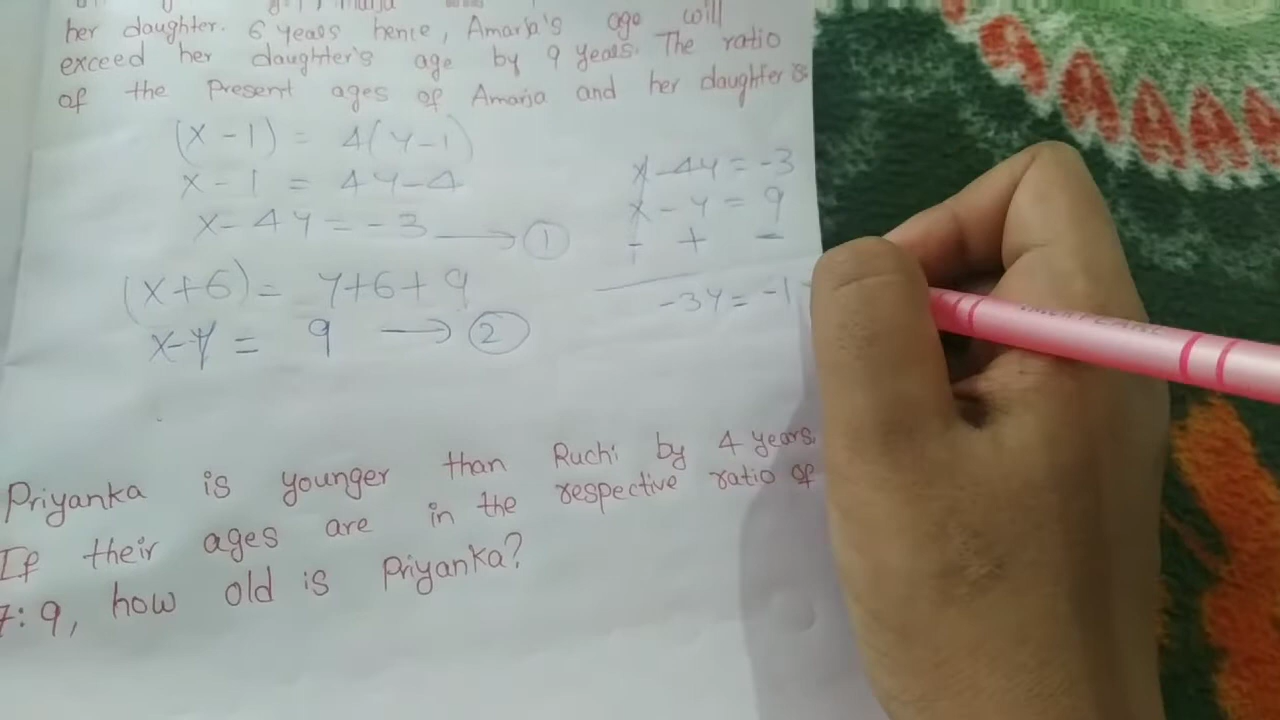 her daughter. 6 years hence, Amarja's age will
exceed her daughter's age by 9 years. The ratio
of the Present ages of Amarja and her daughter is
(x - 1) = 4(y-1)
x - 1 = 4y-4
x- 4y = -3 → 1
(x+6) = y+6+9
x-y = 9 → 2
x-4y = -3
x - y = 9
- + -
-3y = -1
Priyanka is younger than Ruchi by 4 years.
If their ages are in the respective ratio of
7:9, how old is Priyanka?